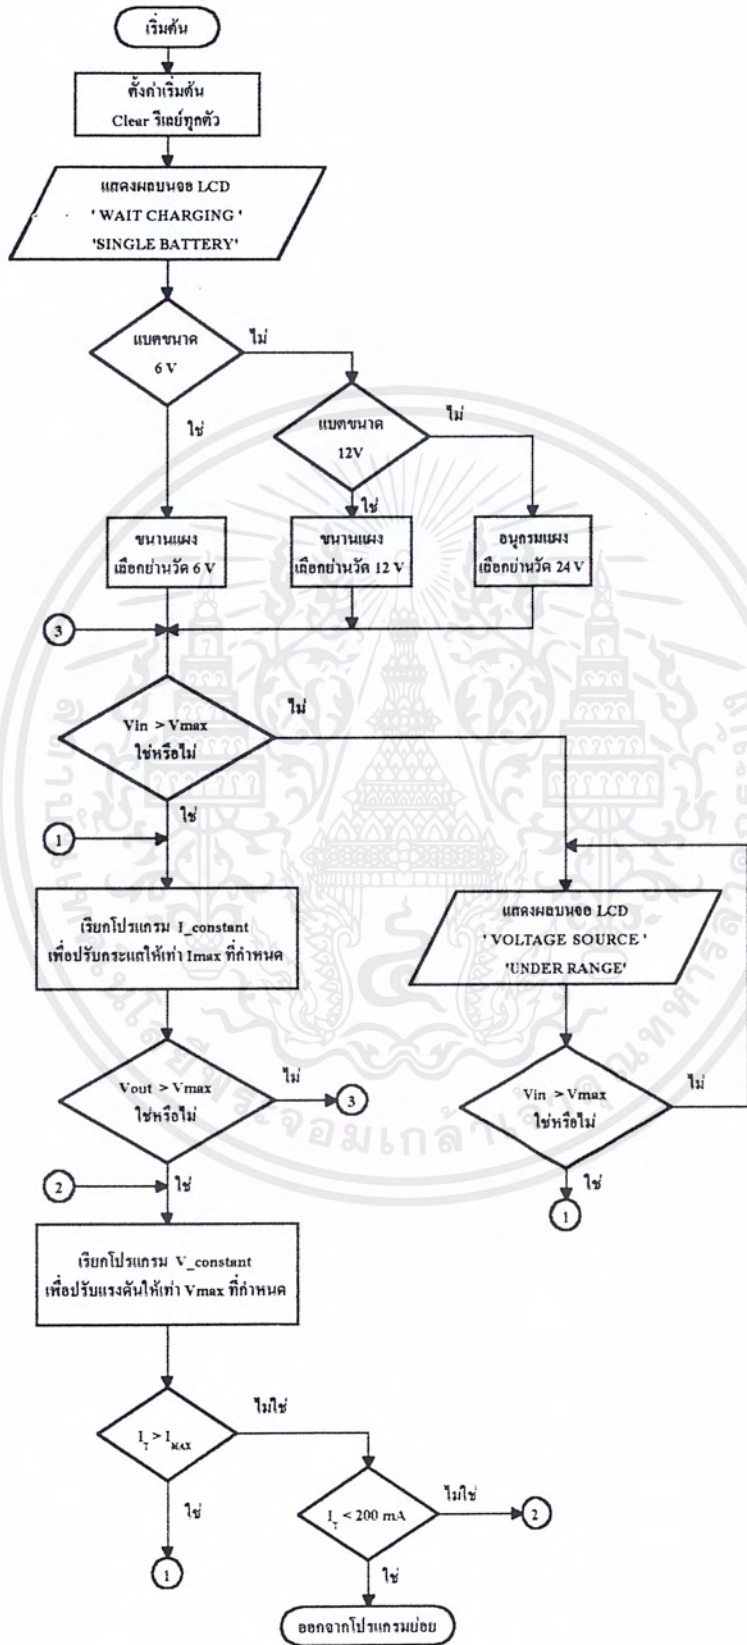 เริ่มต้น
ตั้งค่าเริ่มต้น
Clear รีเลย์ทุกตัว
แสดงผลบนจอ LCD
' WAIT CHARGING '
'SINGLE BATTERY'
แบตขนาด
6 V
ไม่
ใช่
แบตขนาด
12V
ไม่
ใช่
ขนานแผง
เลือกย่านวัด 6 V
ขนานแผง
เลือกย่านวัด 12 V
อนุกรมแผง
เลือกย่านวัด 24 V
3
Vin > Vmax
ใช่หรือไม่
ไม่
ใช่
1
เรียกโปรแกรม I_constant
เพื่อปรับกระแสให้เท่า Imax ที่กำหนด
แสดงผลบนจอ LCD
' VOLTAGE SOURCE '
'UNDER RANGE'
Vout > Vmax
ใช่หรือไม่
ไม่
3
Vin > Vmax
ใช่หรือไม่
ไม่
ใช่
1
2
ใช่
เรียกโปรแกรม V_constant
เพื่อปรับแรงดันให้เท่า Vmax ที่กำหนด
I_T > I_MAX
ไม่ใช่
ใช่
1
I_T < 200 mA
ไม่ใช่
2
ใช่
ออกจากโปรแกรมย่อย